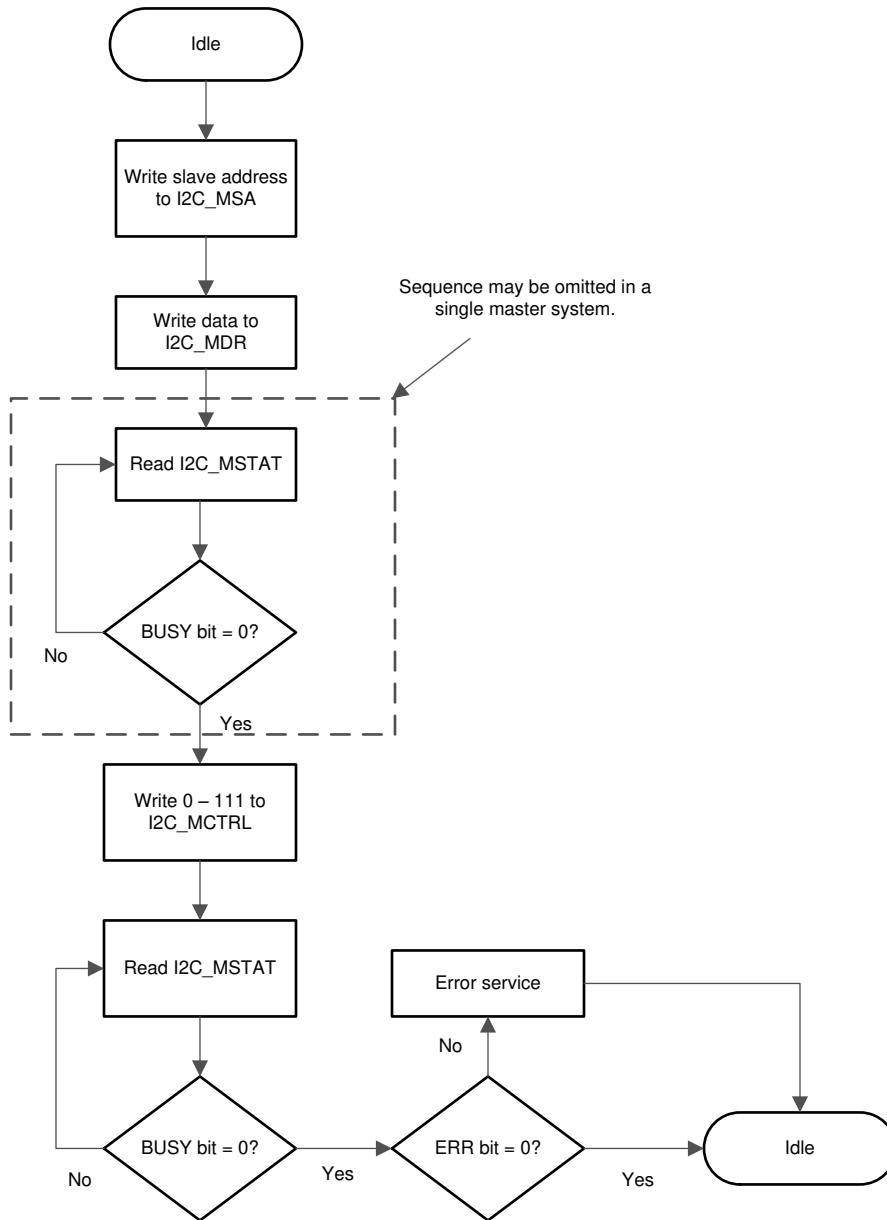 Idle
Write slave address
to I2C_MSA
Sequence may be omitted in a
single master system.
Write data to
I2C_MDR
Read I2C_MSTAT
BUSY bit = 0?
No
Yes
Write 0 – 111 to
I2C_MCTRL
Read I2C_MSTAT
Error service
No
BUSY bit = 0?
ERR bit = 0?
Idle
No
Yes
Yes